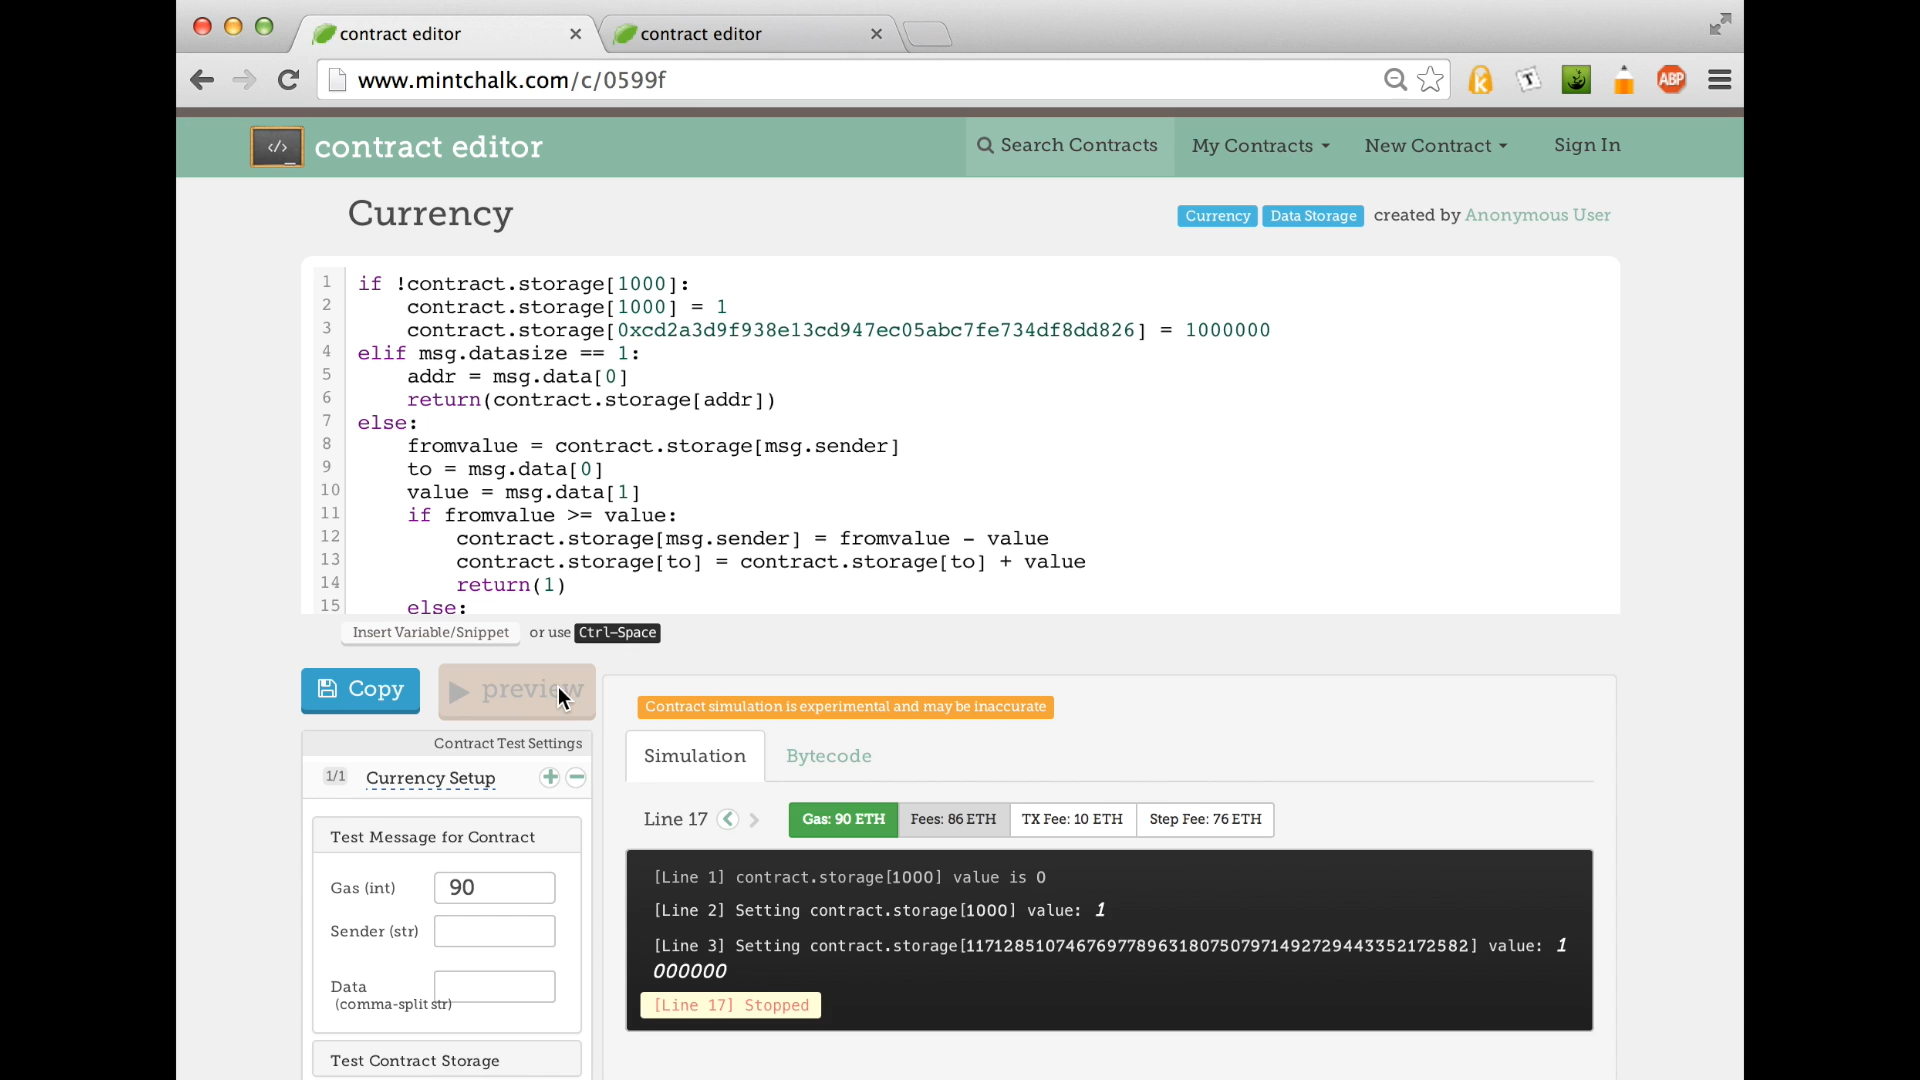 contract editor
contract editor
www.mintchalk.com/c/0599f
k T ABP
</>_ contract editor
Search Contracts My Contracts New Contract Sign In
Currency
Currency Data Storage created by Anonymous User
1 if !contract.storage[1000]:
2 contract.storage[1000] = 1
3 contract.storage[0xcd2a3d9f938e13cd947ec05abc7fe734df8dd826] = 1000000
4 elif msg.datasize == 1:
5 addr = msg.data[0]
6 return(contract.storage[addr])
7 else:
8 fromvalue = contract.storage[msg.sender]
9 to = msg.data[0]
10 value = msg.data[1]
11 if fromvalue >= value:
12 contract.storage[msg.sender] = fromvalue - value
13 contract.storage[to] = contract.storage[to] + value
14 return(1)
15 else:
Insert Variable/Snippet or use Ctrl-Space
Copy preview
Contract Test Settings
1/1 Currency Setup
Test Message for Contract
Gas (int) 90
Sender (str)
Data
(comma-split str)
Test Contract Storage
Contract simulation is experimental and may be inaccurate
Simulation Bytecode
Line 17 Gas: 90 ETH Fees: 86 ETH TX Fee: 10 ETH Step Fee: 76 ETH
[Line 1] contract.storage[1000] value is 0
[Line 2] Setting contract.storage[1000] value: 1
[Line 3] Setting contract.storage[1171285107467697789631807507971492729443352172582] value: 1
000000
[Line 17] Stopped